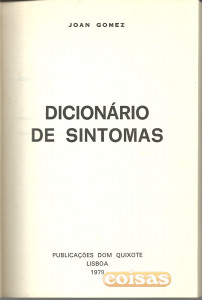 JOAN GOMEZ
DICIONÁRIO
DE SINTOMAS
PUBLICAÇÕES DOM QUIXOTE
LISBOA
1979
coisas